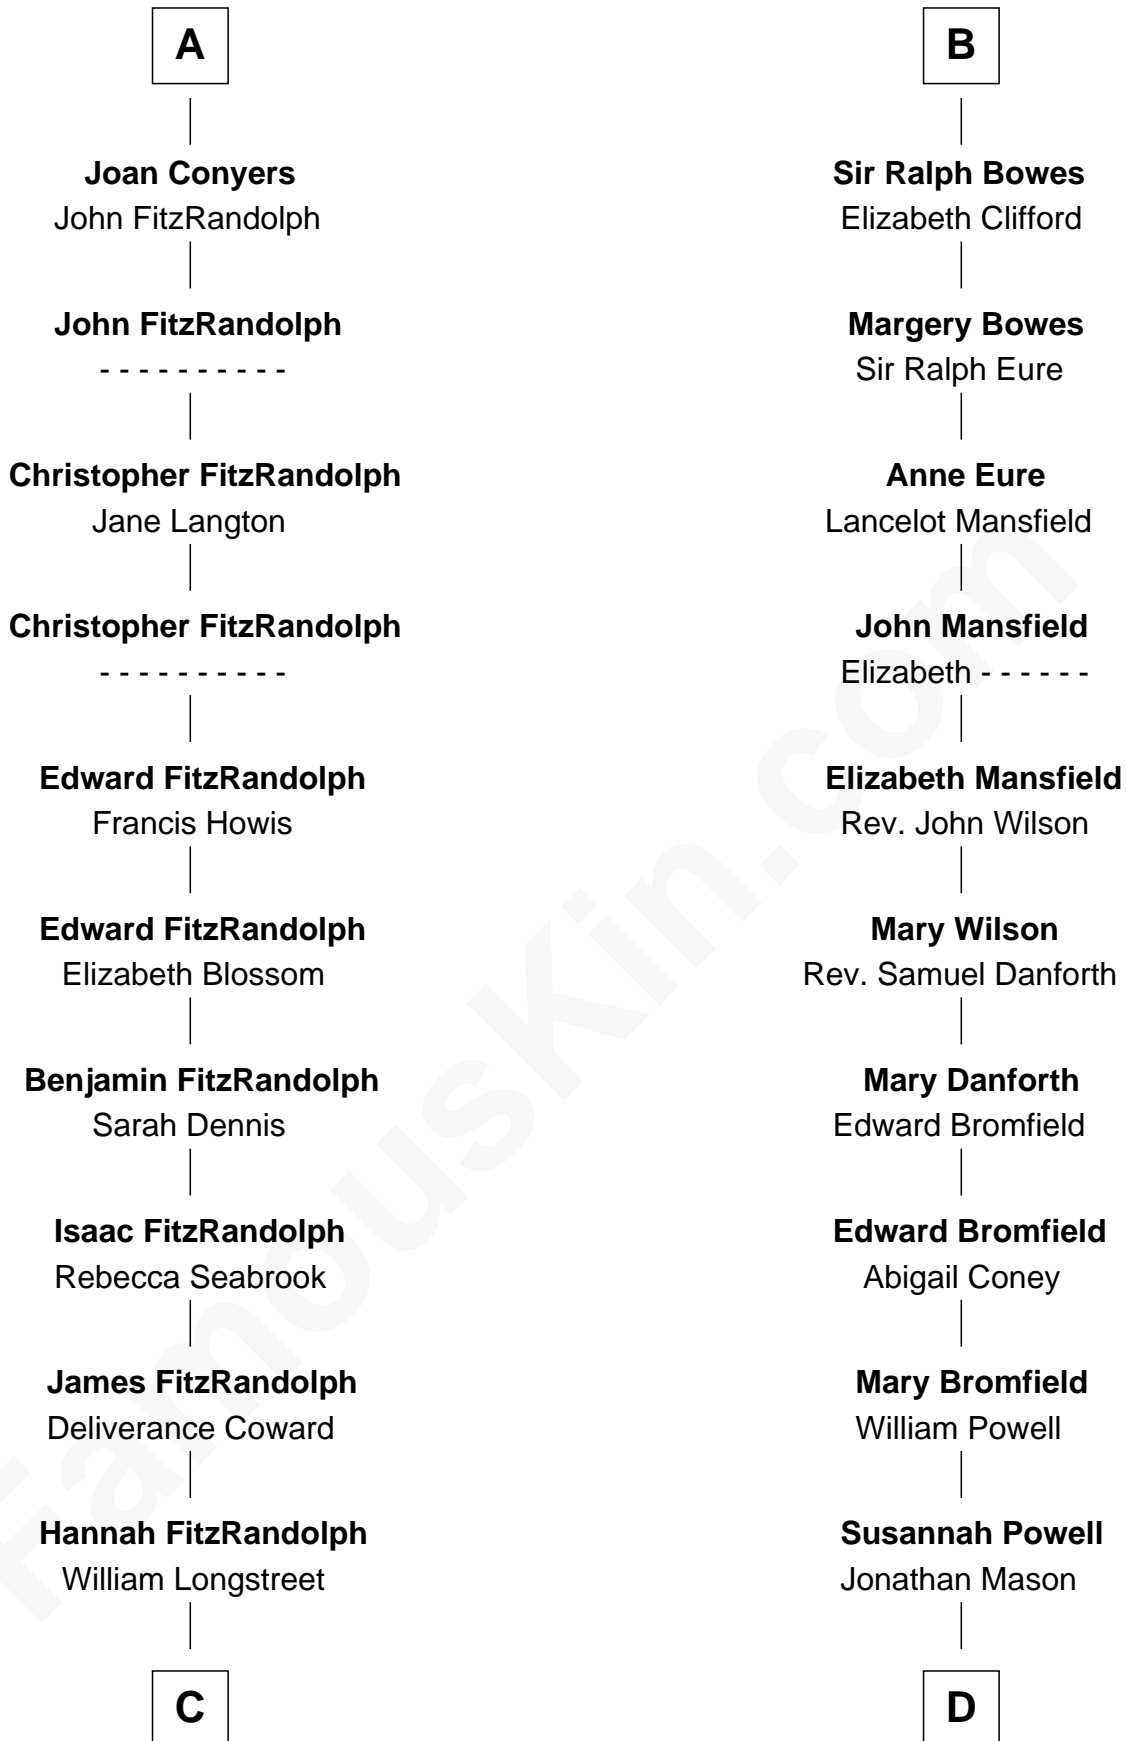 A
Joan Conyers
John FitzRandolph
John FitzRandolph
- - - - - - - - - -
Christopher FitzRandolph
Jane Langton
Christopher FitzRandolph
- - - - - - - - - -
Edward FitzRandolph
Francis Howis
Edward FitzRandolph
Elizabeth Blossom
Benjamin FitzRandolph
Sarah Dennis
Isaac FitzRandolph
Rebecca Seabrook
James FitzRandolph
Deliverance Coward
Hannah FitzRandolph
William Longstreet
C
B
Sir Ralph Bowes
Elizabeth Clifford
Margery Bowes
Sir Ralph Eure
Anne Eure
Lancelot Mansfield
John Mansfield
Elizabeth - - - - - -
Elizabeth Mansfield
Rev. John Wilson
Mary Wilson
Rev. Samuel Danforth
Mary Danforth
Edward Bromfield
Edward Bromfield
Abigail Coney
Mary Bromfield
William Powell
Susannah Powell
Jonathan Mason
D
FamousKin.com